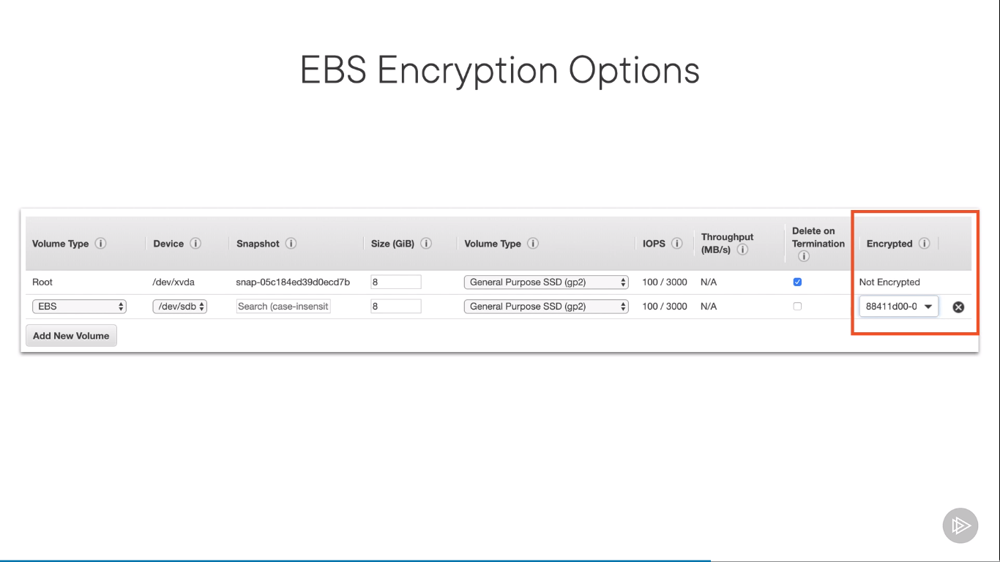 EBS Encryption Options
Volume Type Device Snapshot Size (GiB) Volume Type IOPS Throughput (MB/s) Delete on Termination Encrypted
Root /dev/xvda snap-05c184ed39d0ecd7b 8 General Purpose SSD (gp2) 100 / 3000 N/A Not Encrypted
EBS /dev/sdb Search (case-insensit 8 General Purpose SSD (gp2) 100 / 3000 N/A 88411d00-0
Add New Volume